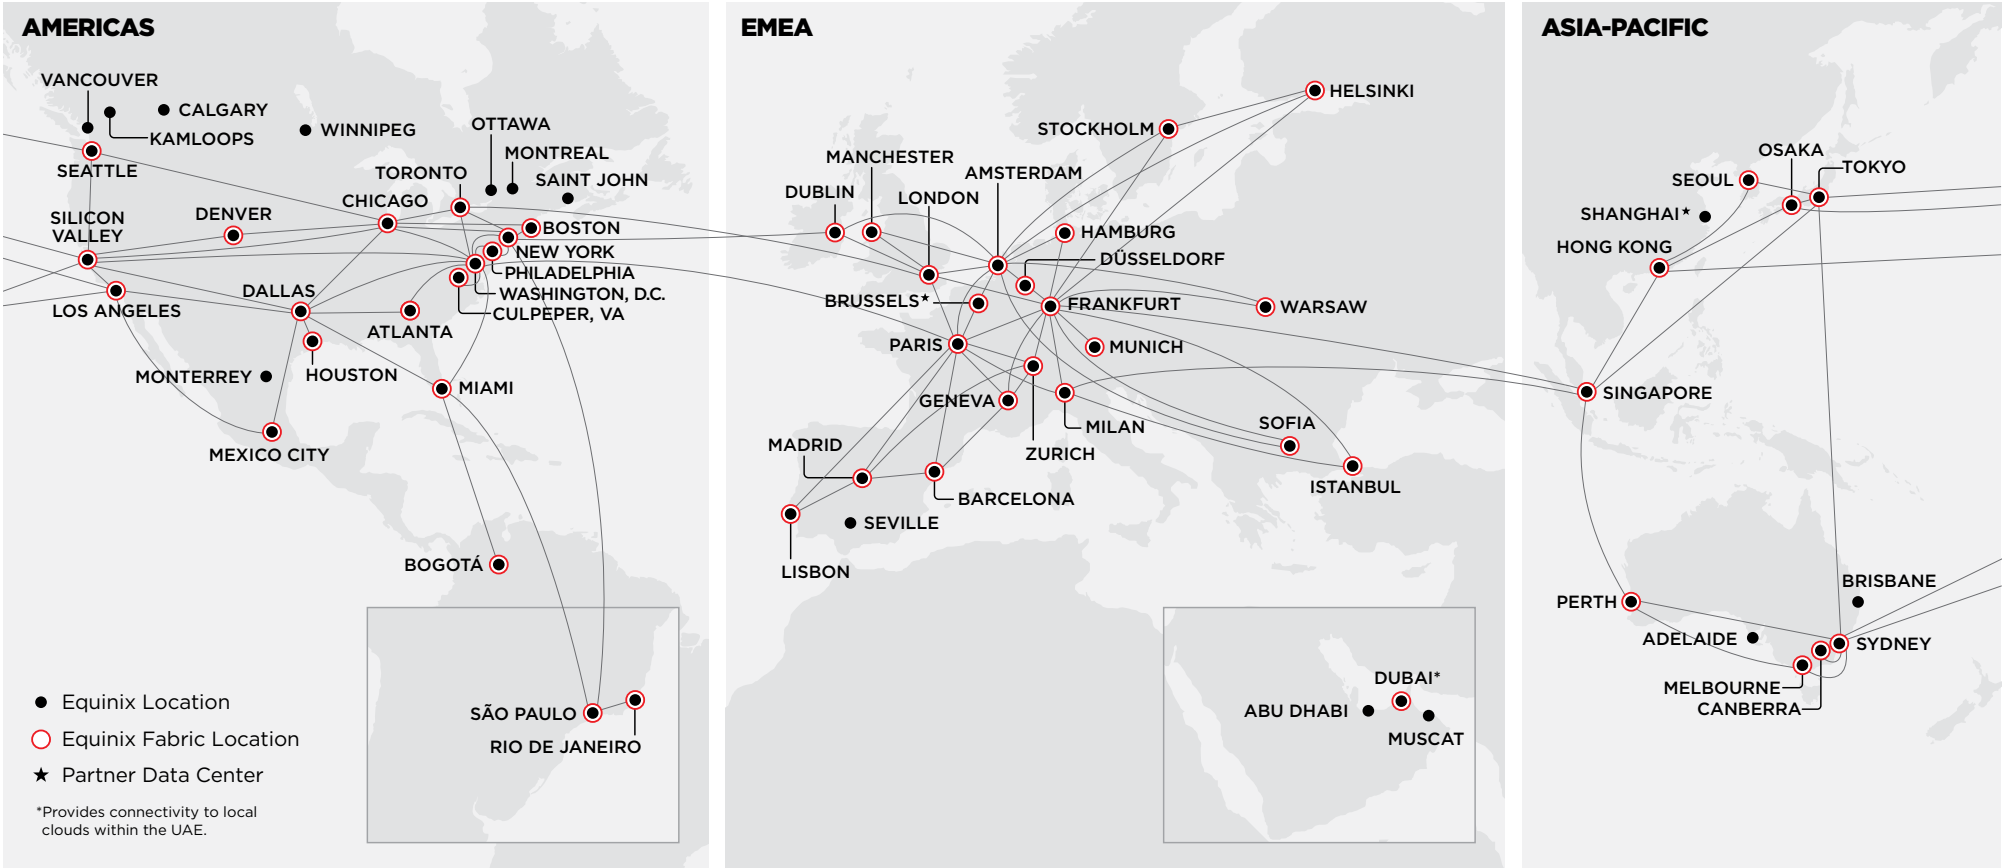 AMERICAS
VANCOUVER
CALGARY
KAMLOOPS
WINNIPEG
SEATTLE
OTTAWA
MONTREAL
TORONTO
SAINT JOHN
CHICAGO
SILICON
VALLEY
DENVER
BOSTON
NEW YORK
PHILADELPHIA
WASHINGTON, D.C.
CULPEPER, VA
LOS ANGELES
DALLAS
ATLANTA
HOUSTON
MONTERREY
MIAMI
MEXICO CITY
BOGOTÁ
SÃO PAULO
RIO DE JANEIRO
Equinix Location
Equinix Fabric Location
★ Partner Data Center
*Provides connectivity to local
clouds within the UAE.
EMEA
HELSINKI
STOCKHOLM
MANCHESTER
AMSTERDAM
DUBLIN
LONDON
HAMBURG
DÜSSELDORF
BRUSSELS★
FRANKFURT
WARSAW
PARIS
MUNICH
GENEVA
MILAN
SOFIA
MADRID
ZURICH
ISTANBUL
BARCELONA
SEVILLE
LISBON
DUBAI*
ABU DHABI
MUSCAT
ASIA-PACIFIC
OSAKA
TOKYO
SEOUL
SHANGHAI★
HONG KONG
SINGAPORE
BRISBANE
PERTH
ADELAIDE
SYDNEY
MELBOURNE
CANBERRA